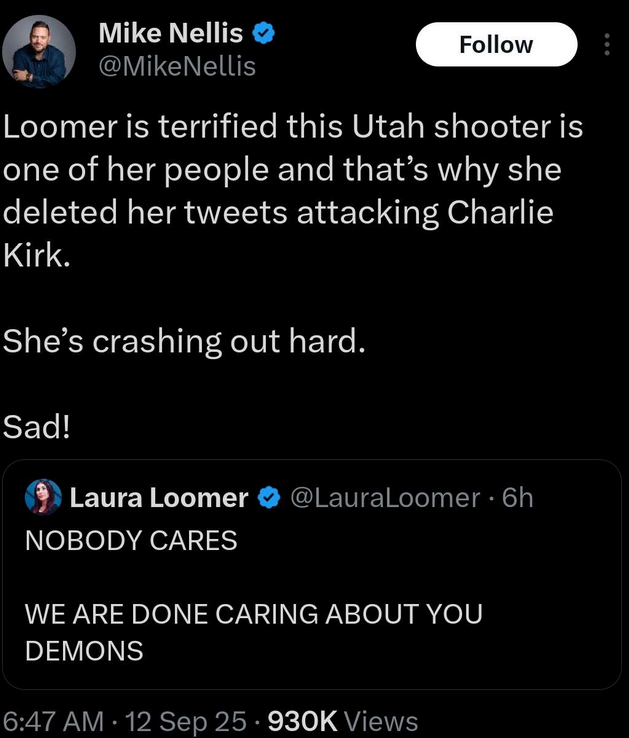 Mike Nellis
@MikeNellis
Follow
Loomer is terrified this Utah shooter is
one of her people and that’s why she
deleted her tweets attacking Charlie
Kirk.
She’s crashing out hard.
Sad!
Laura Loomer @LauraLoomer · 6h
NOBODY CARES
WE ARE DONE CARING ABOUT YOU
DEMONS
6:47 AM · 12 Sep 25 · 930K Views